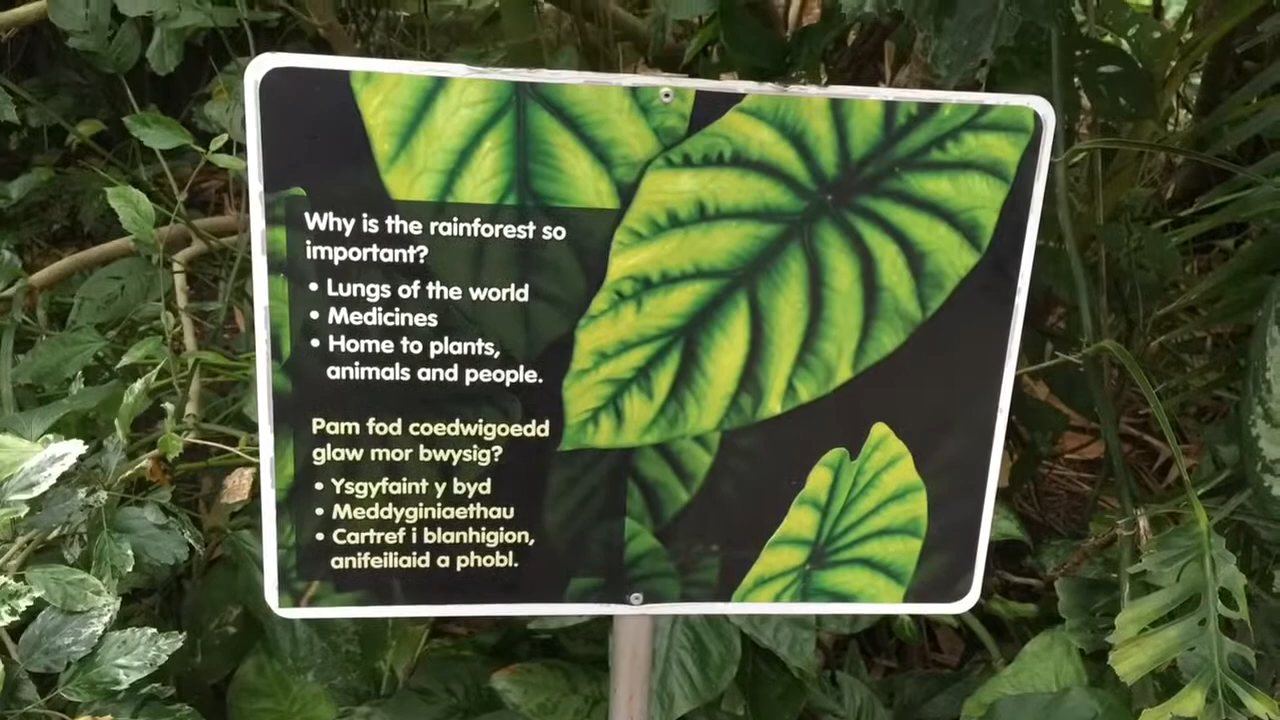 Why is the rainforest so
important?
• Lungs of the world
• Medicines
• Home to plants,
animals and people.
Pam fod coedwigoedd
glaw mor bwysig?
• Ysgyfaint y byd
• Meddyginiaethau
• Cartref i blanhigion,
anifeiliaid a phobl.